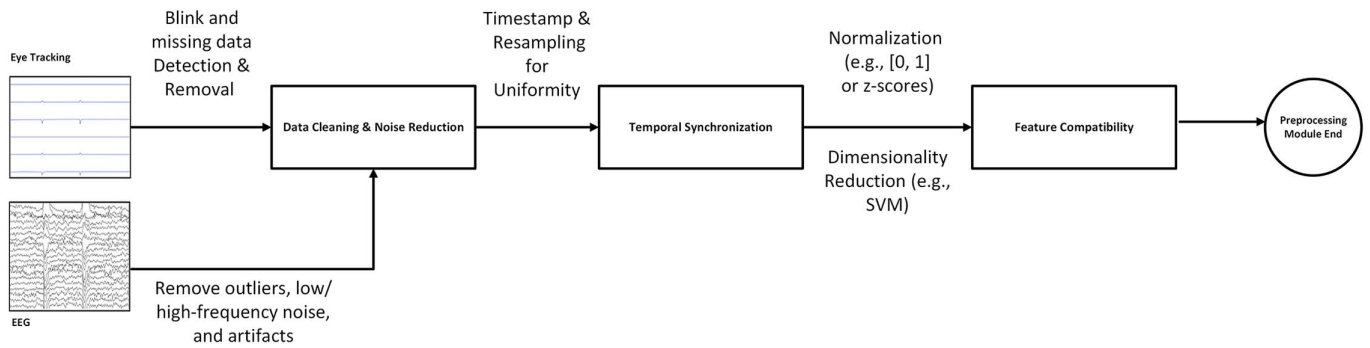 Eye Tracking
Blink and
missing data
Detection &
Removal
Data Cleaning & Noise Reduction
Timestamp &
Resampling
for
Uniformity
Temporal Synchronization
Normalization
(e.g., [0, 1]
or z-scores)
Dimensionality
Reduction (e.g.,
SVM)
Feature Compatibility
Preprocessing
Module End
EEG
Remove outliers, low/
high-frequency noise,
and artifacts